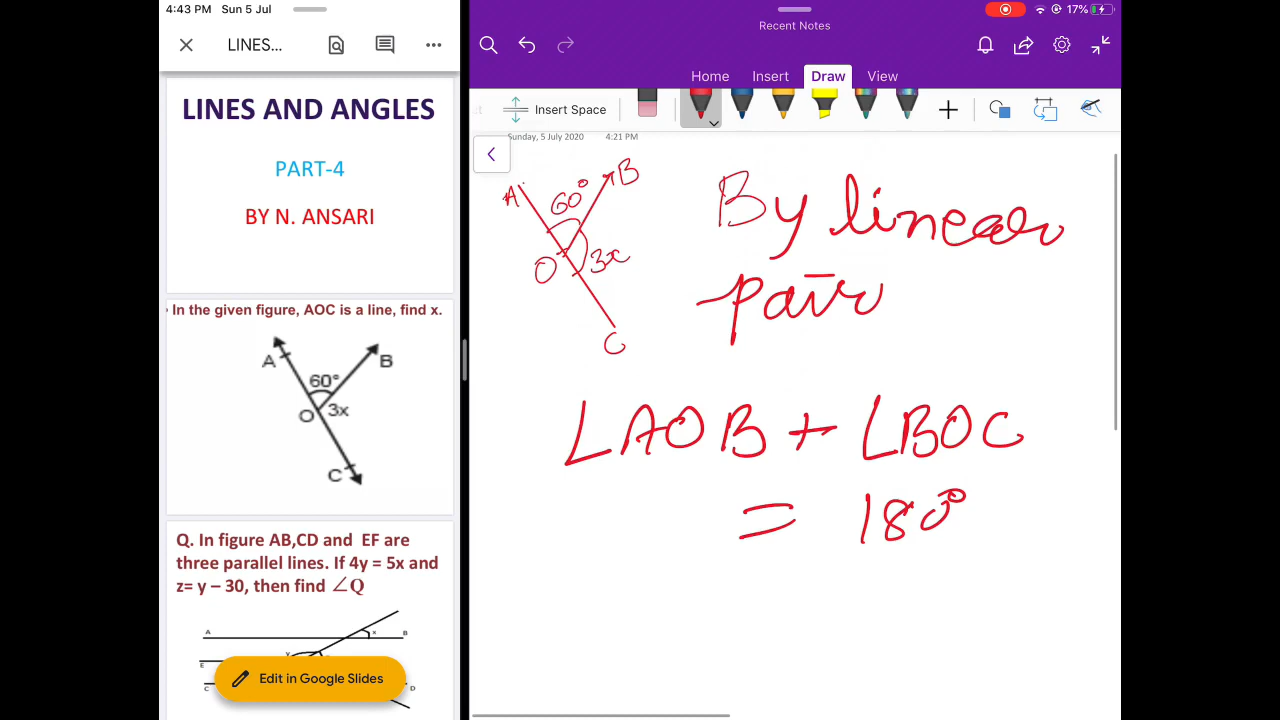 4:43 PM Sun 5 Jul
LINES...
LINES AND ANGLES
PART-4
BY N. ANSARI
In the given figure, AOC is a line, find x.
A
B
60°
O
3x
C
Q. In figure AB,CD and EF are
three parallel lines. If 4y = 5x and
z= y – 30, then find ∠Q
A
x
B
y
E
C
D
Edit in Google Slides
17%
Recent Notes
Home Insert Draw View
Insert Space
Sunday, 5 July 2020 4:21 PM
A
60°
B
O
3x
C
By linear
pair
∠AOB + ∠BOC
= 180°